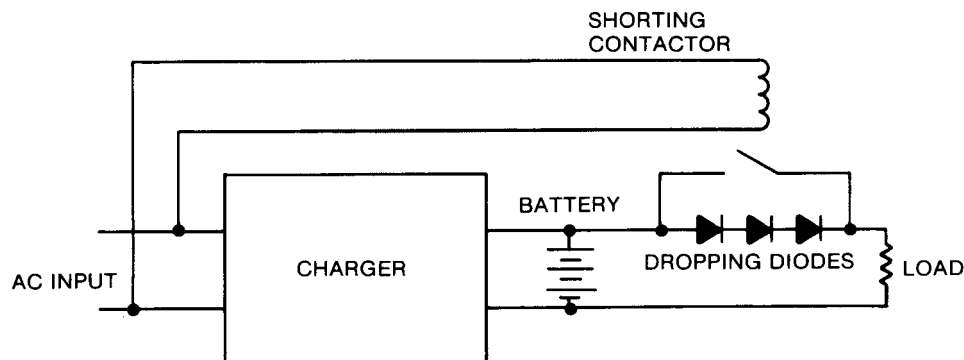 SHORTING
CONTACTOR
BATTERY
AC INPUT
CHARGER
DROPPING DIODES
LOAD